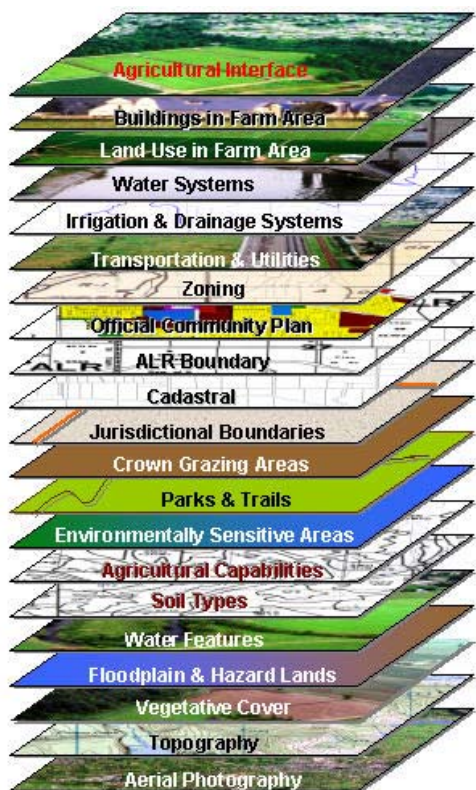 Agricultural Interface
Buildings in Farm Area
Land Use in Farm Area
Water Systems
Irrigation & Drainage Systems
Transportation & Utilities
Zoning
Official Community Plan
ALR
ALR Boundary
ALR
Cadastral
Jurisdictional Boundaries
Crown Grazing Areas
Parks & Trails
Environmentally Sensitive Areas
Agricultural Capabilities
Soil Types
Water Features
Floodplain & Hazard Lands
Vegetative Cover
Topography
Aerial Photography